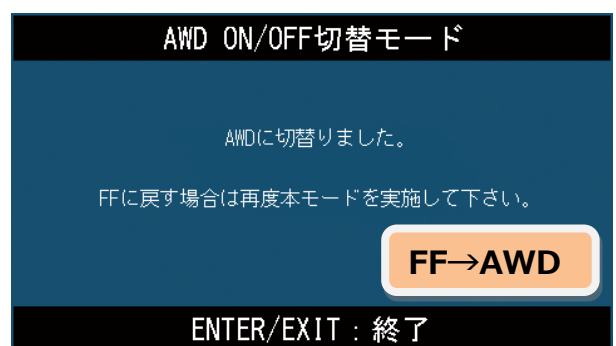 AWD ON/OFF切替モード
AWDに切替りました。
FFに戻す場合は再度本モードを実施して下さい。
FF→AWD
ENTER/EXIT：終了